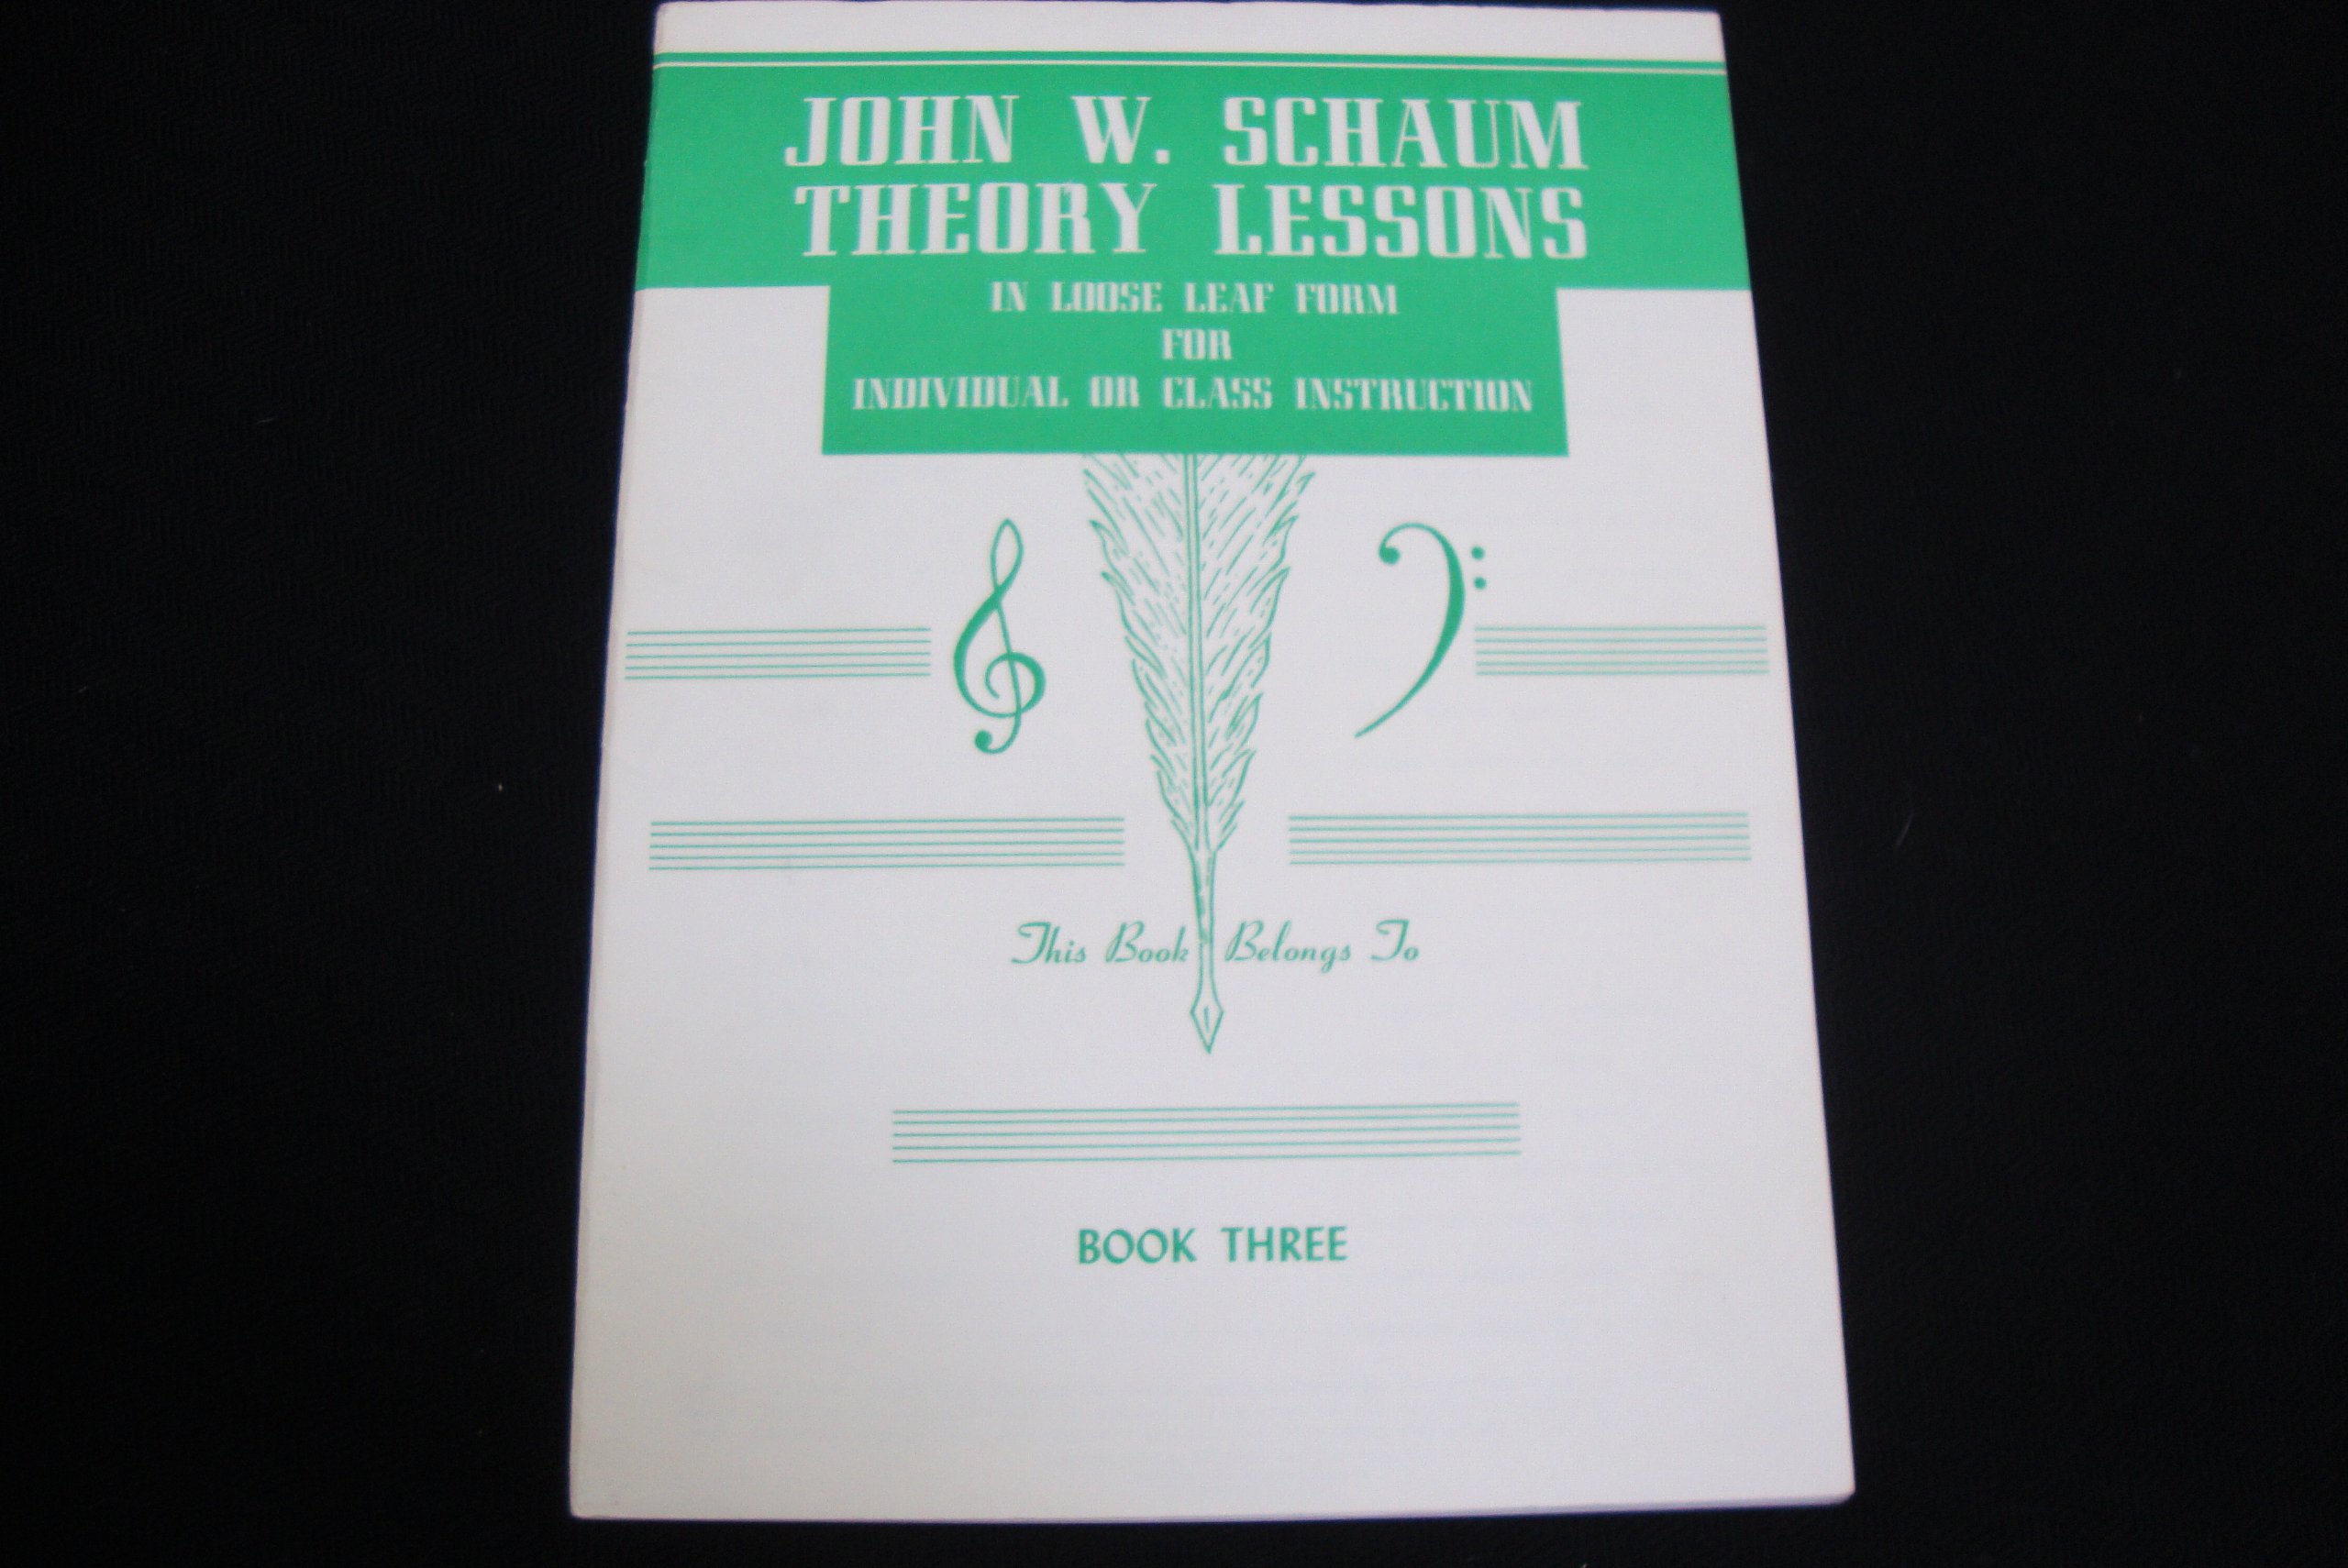 JOHN W. SCHAUM
THEORY LESSONS
IN LOOSE LEAF FORM
FOR
INDIVIDUAL OR CLASS INSTRUCTION
This Book Belongs To
BOOK THREE